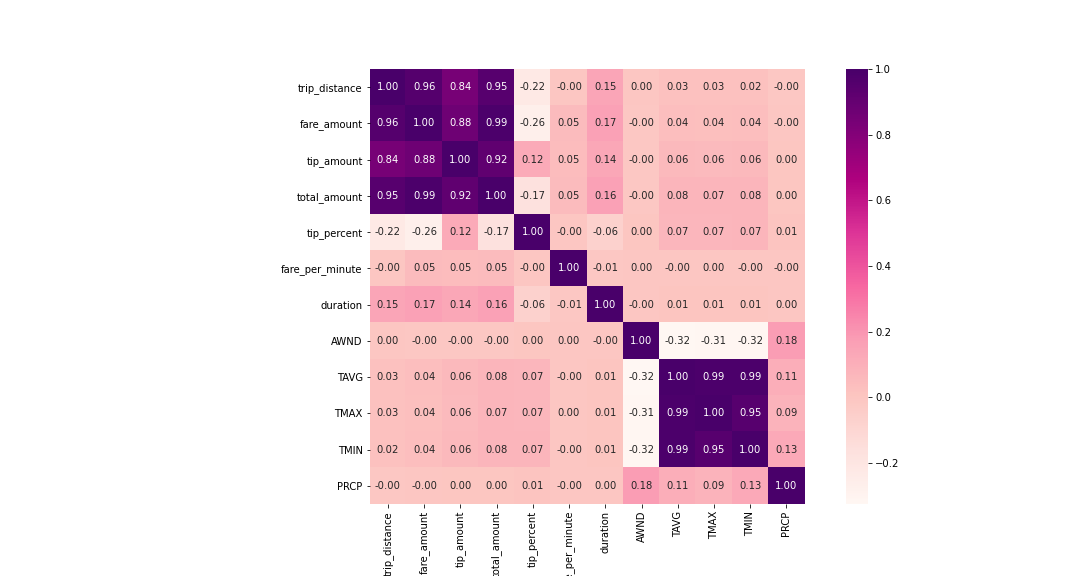 trip_distance 1.00 0.96 0.84 0.95 -0.22 -0.00 0.15 0.00 0.03 0.03 0.02 -0.00 1.0
fare_amount 0.96 1.00 0.88 0.99 -0.26 0.05 0.17 -0.00 0.04 0.04 0.04 -0.00 0.8
tip_amount 0.84 0.88 1.00 0.92 0.12 0.05 0.14 -0.00 0.06 0.06 0.06 0.00
total_amount 0.95 0.99 0.92 1.00 -0.17 0.05 0.16 -0.00 0.08 0.07 0.08 0.00 0.6
tip_percent -0.22 -0.26 0.12 -0.17 1.00 -0.00 -0.06 0.00 0.07 0.07 0.07 0.01
fare_per_minute -0.00 0.05 0.05 0.05 -0.00 1.00 -0.01 0.00 -0.00 0.00 -0.00 -0.00 0.4
duration 0.15 0.17 0.14 0.16 -0.06 -0.01 1.00 -0.00 0.01 0.01 0.01 0.00
AWND 0.00 -0.00 -0.00 -0.00 0.00 0.00 -0.00 1.00 -0.32 -0.31 -0.32 0.18 0.2
TAVG 0.03 0.04 0.06 0.08 0.07 -0.00 0.01 -0.32 1.00 0.99 0.99 0.11
TMAX 0.03 0.04 0.06 0.07 0.07 0.00 0.01 -0.31 0.99 1.00 0.95 0.09 0.0
TMIN 0.02 0.04 0.06 0.08 0.07 -0.00 0.01 -0.32 0.99 0.95 1.00 0.13 −0.2
PRCP -0.00 -0.00 0.00 0.00 0.01 -0.00 0.00 0.18 0.11 0.09 0.13 1.00
trip_distance
fare_amount
tip_amount
otal_amount
tip_percent
e_per_minute
duration
AWND
TAVG
TMAX
TMIN
PRCP